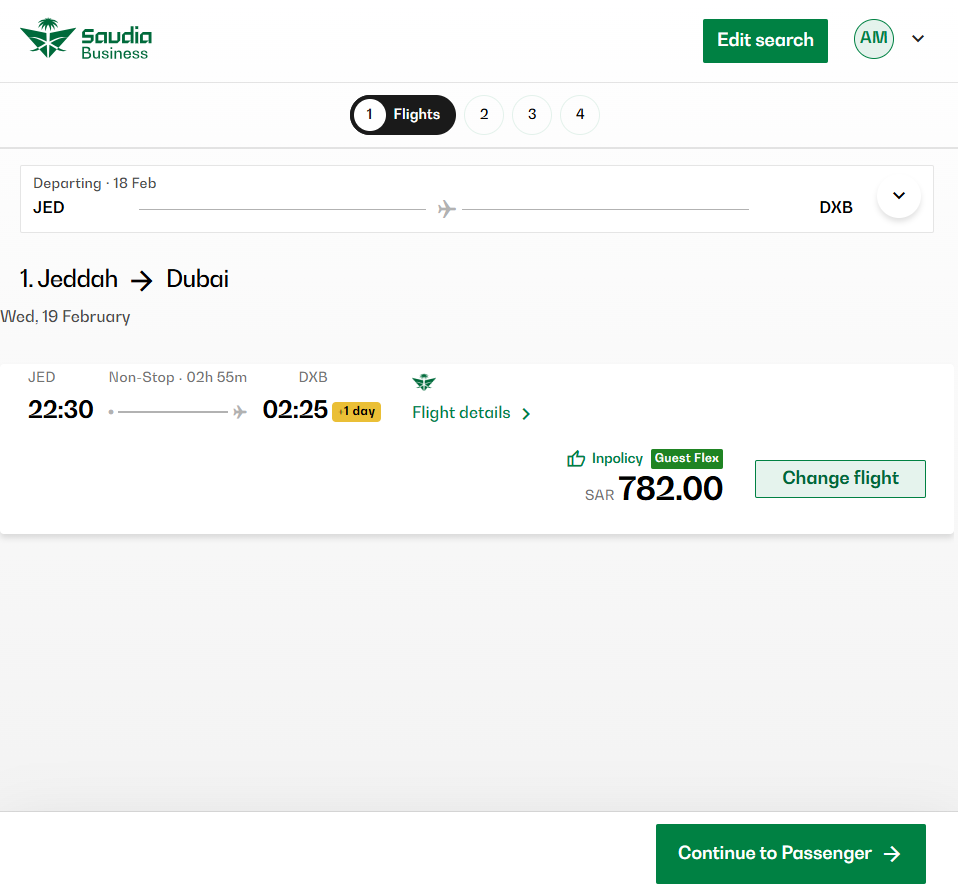 Saudia
Business
Edit search
AM
1 Flights 2 3 4
Departing · 18 Feb
JED DXB
1. Jeddah → Dubai
Wed, 19 February
JED Non-Stop · 02h 55m DXB
22:30 02:25 +1 day
Flight details >
Inpolicy Guest Flex
SAR 782.00
Change flight
Continue to Passenger →